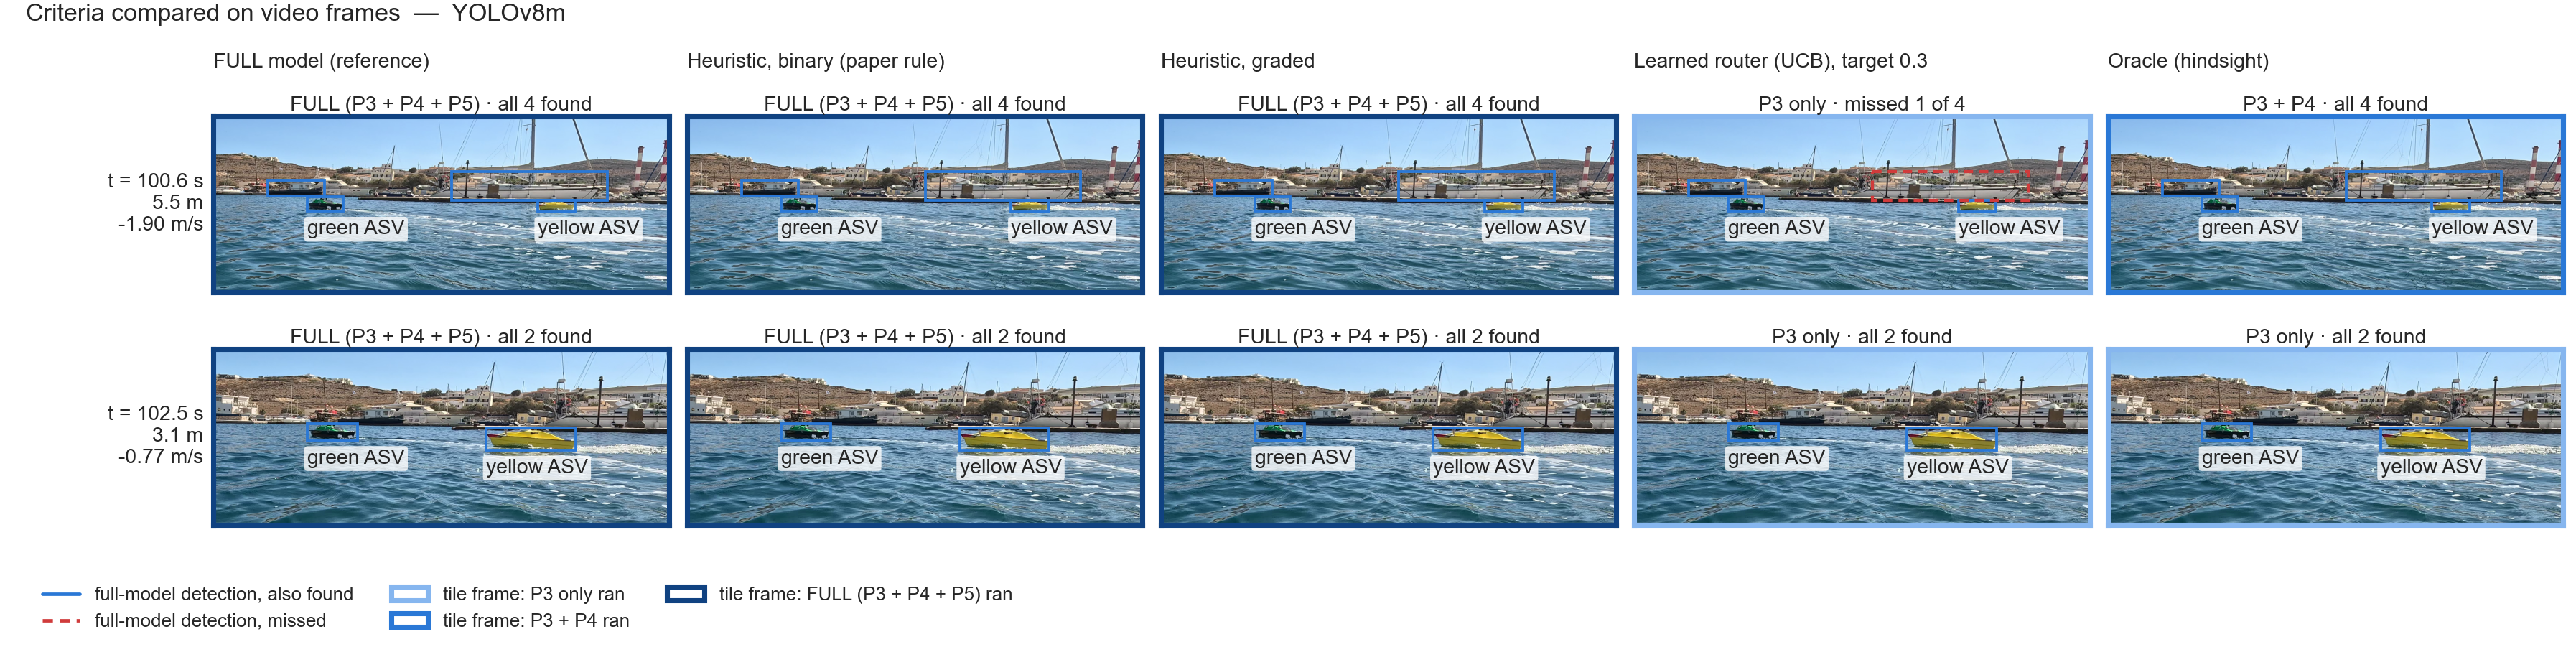 Criteria compared on video frames — YOLOv8m
FULL model (reference)
Heuristic, binary (paper rule)
Heuristic, graded
Learned router (UCB), target 0.3
Oracle (hindsight)
FULL (P3 + P4 + P5) · all 4 found
FULL (P3 + P4 + P5) · all 4 found
FULL (P3 + P4 + P5) · all 4 found
P3 only · missed 1 of 4
P3 + P4 · all 4 found
t = 100.6 s
5.5 m
-1.90 m/s
green ASV
yellow ASV
green ASV
yellow ASV
green ASV
yellow ASV
green ASV
yellow ASV
green ASV
yellow ASV
FULL (P3 + P4 + P5) · all 2 found
FULL (P3 + P4 + P5) · all 2 found
FULL (P3 + P4 + P5) · all 2 found
P3 only · all 2 found
P3 only · all 2 found
t = 102.5 s
3.1 m
-0.77 m/s
green ASV
yellow ASV
green ASV
yellow ASV
green ASV
yellow ASV
green ASV
yellow ASV
green ASV
yellow ASV
full-model detection, also found
full-model detection, missed
tile frame: P3 only ran
tile frame: P3 + P4 ran
tile frame: FULL (P3 + P4 + P5) ran